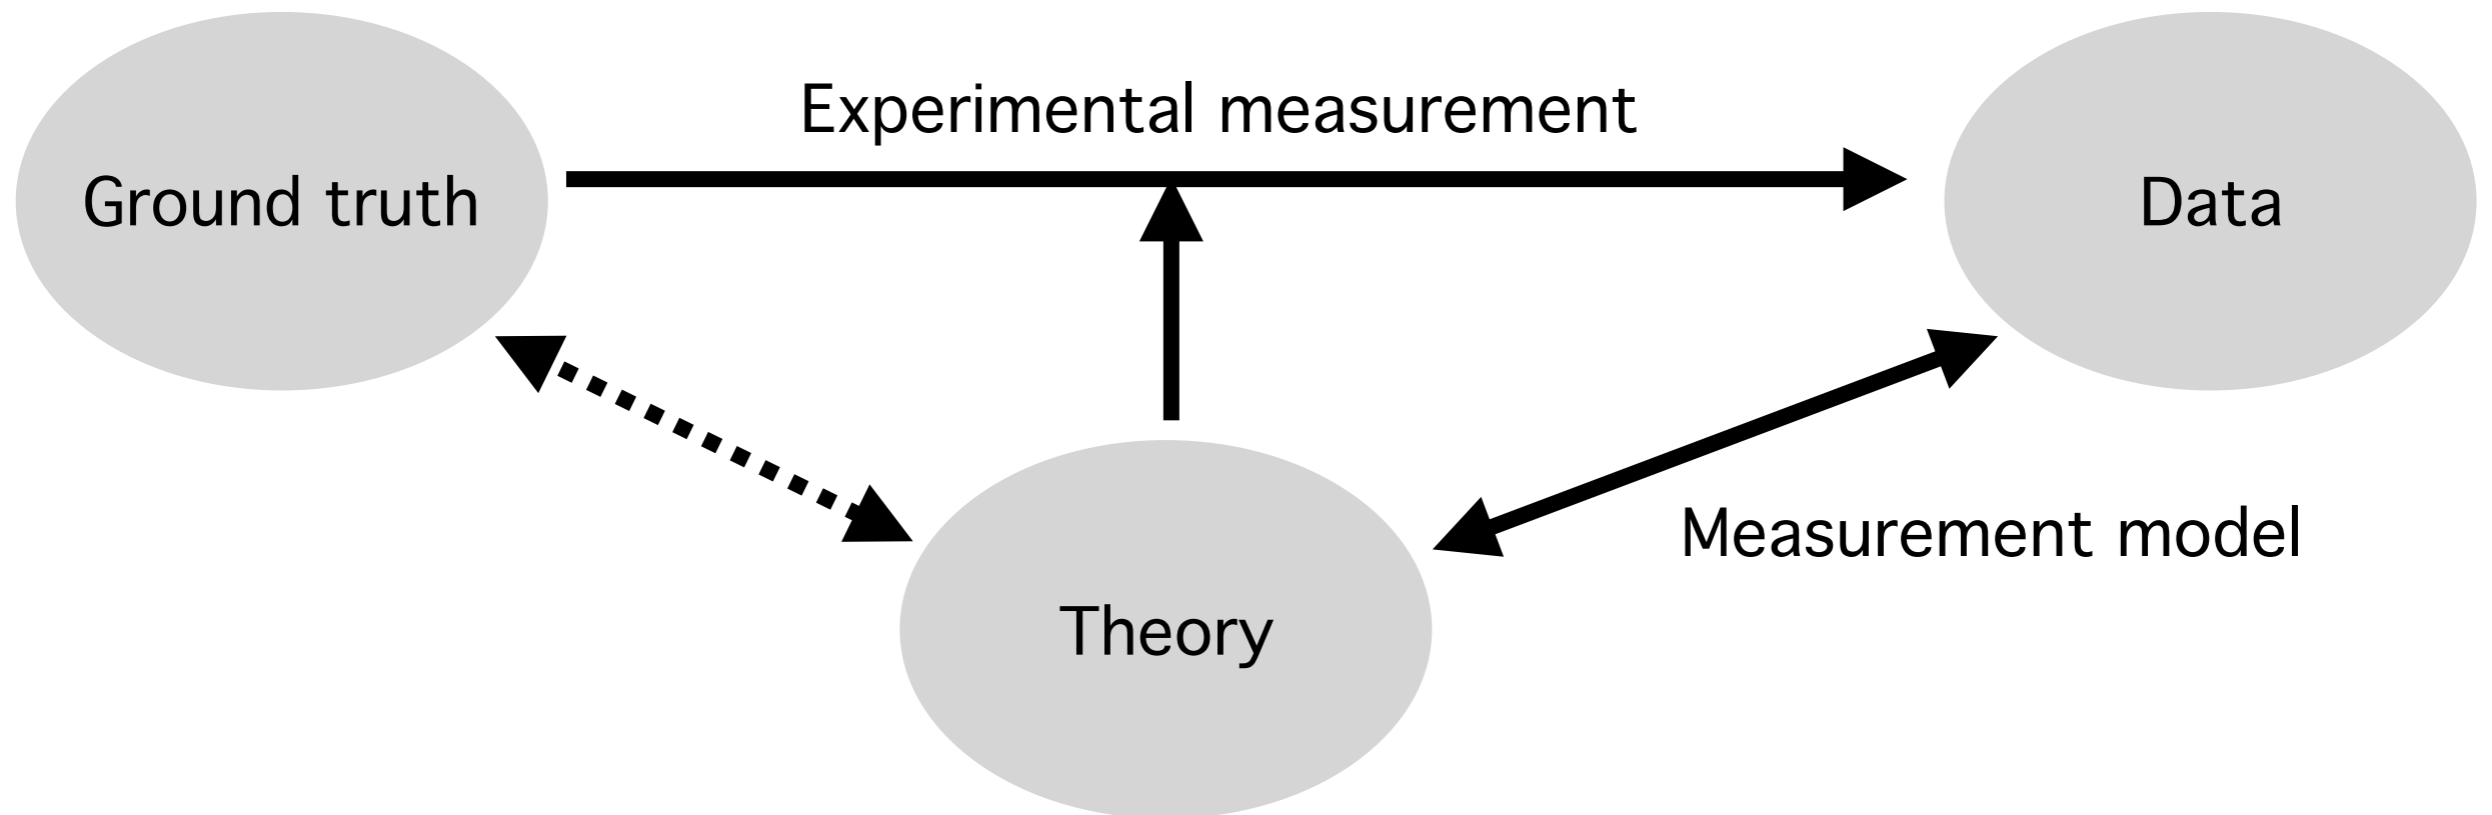 Experimental measurement
Ground truth
Data
Measurement model
Theory